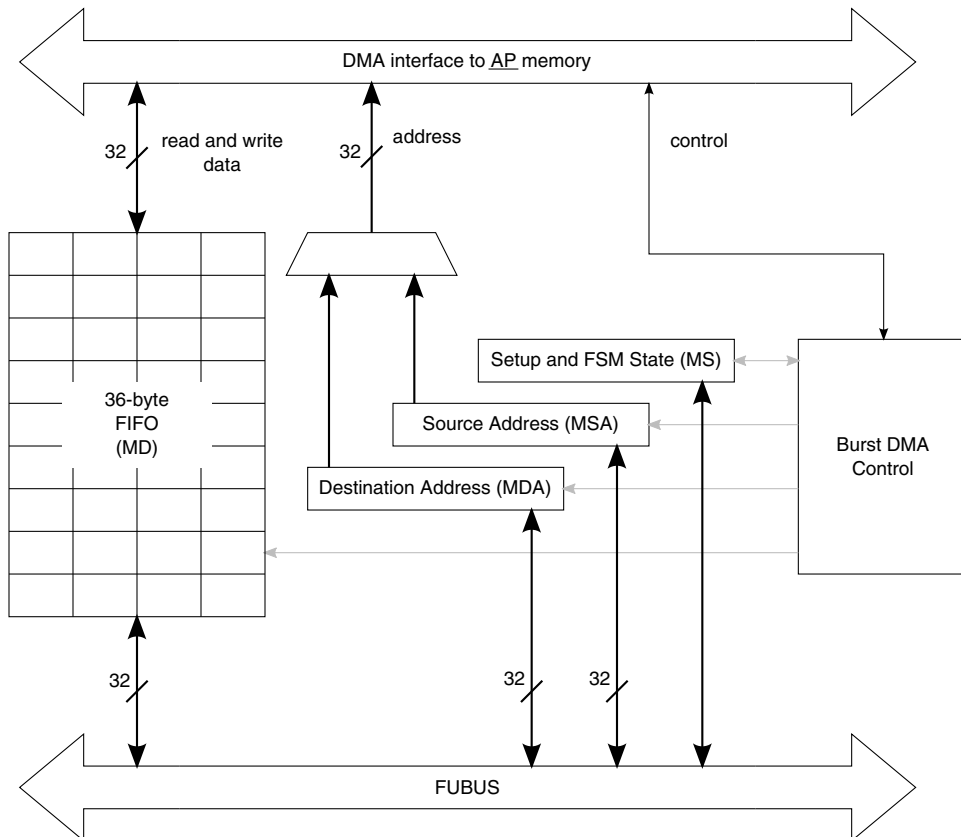 DMA interface to AP memory
32
read and write
data
32
address
control
Setup and FSM State (MS)
36-byte
FIFO
(MD)
Source Address (MSA)
Burst DMA
Control
Destination Address (MDA)
32
32
32
FUBUS